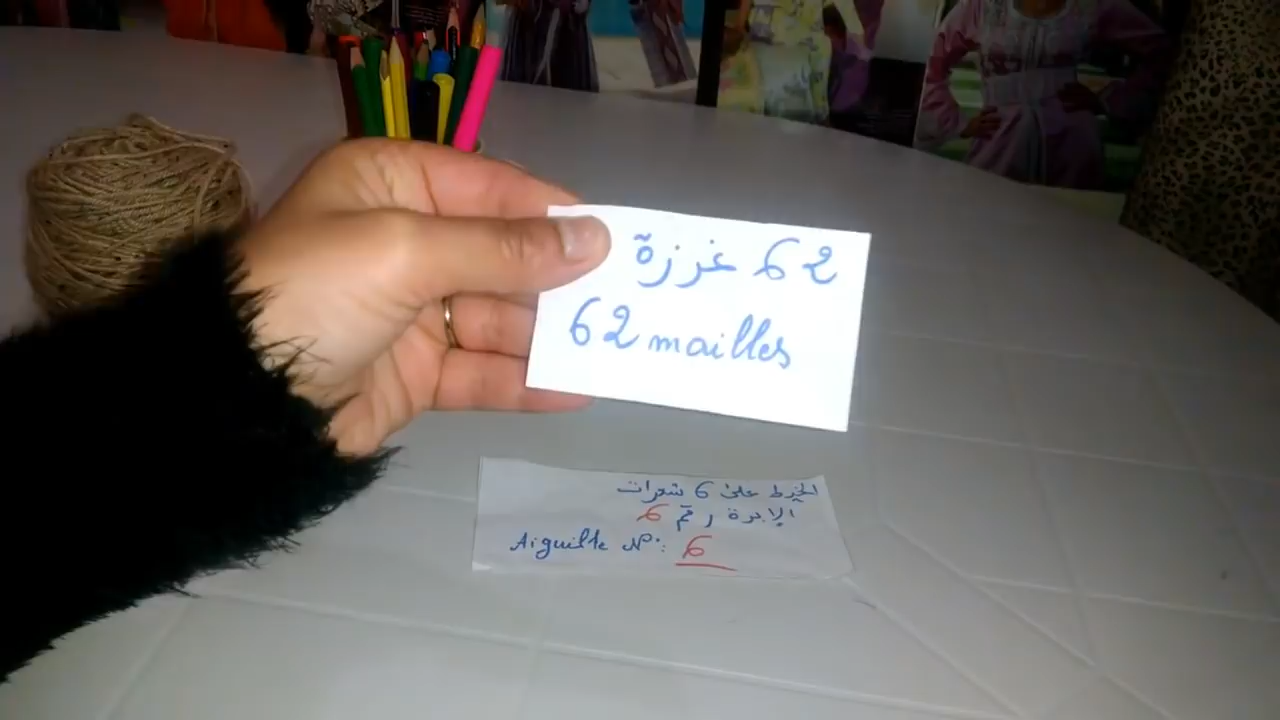 62 غرزة
62 mailles
الخيط على 6 شعرات
الإبرة رقم 6
Aiguille N°: 6